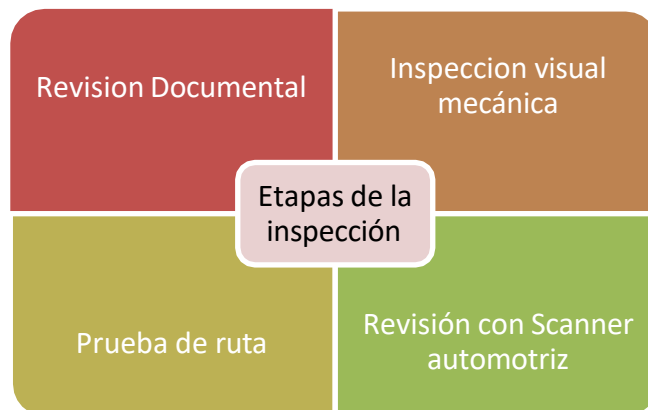 Revision Documental
Inspeccion visual
mecánica
Etapas de la
inspección
Prueba de ruta
Revisión con Scanner
automotriz